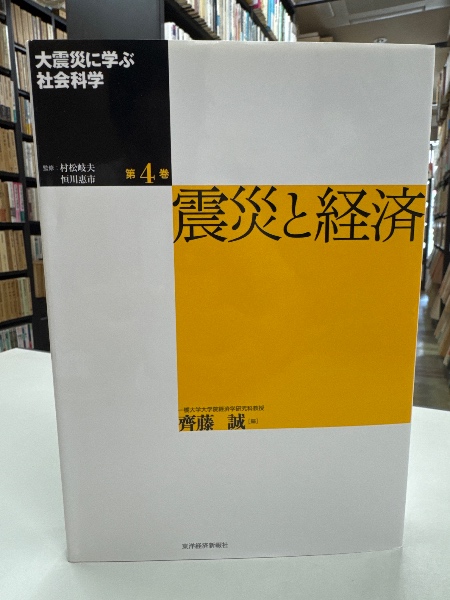 大震災に学ぶ
社会科学
監修 村松岐夫
恒川惠市
第4巻
震災と経済
一橋大学大学院経済学研究科教授
齊藤 誠[編]
東洋経済新報社